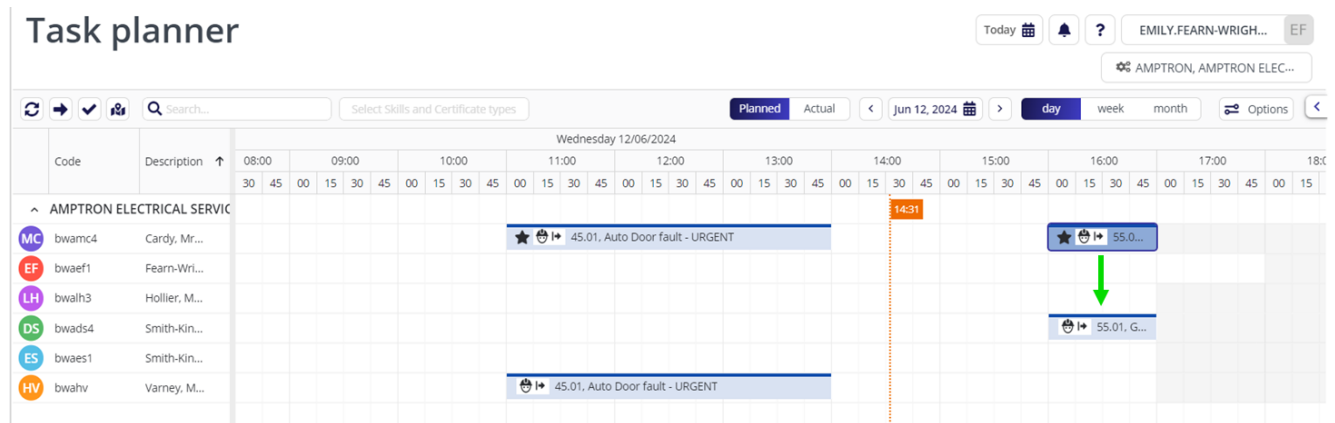 Task planner
Today ? EMILY.FEARN-WRIGH... EF
AMPTRON, AMPTRON ELEC...
Search... Select Skills and Certificate types Planned Actual Jun 12, 2024 day week month Options
Wednesday 12/06/2024
Code Description 08:00 09:00 10:00 11:00 12:00 13:00 14:00 15:00 16:00 17:00 18:0
30 45 00 15 30 45 00 15 30 45 00 15 30 45 00 15 30 45 00 15 30 45 00 15 30 45 00 15 30 45 00 15 30 45 00 15 30 45 00 15
AMPTRON ELECTRICAL SERVIC 14:31
MC bwamc4 Cardy, Mr... 45.01, Auto Door fault - URGENT 55.0...
EF bwaef1 Fearn-Wri...
LH bwalh3 Hollier, M...
DS bwads4 Smith-Kin... 55.01, G...
ES bwaes1 Smith-Kin...
HV bwahv Varney, M... 45.01, Auto Door fault - URGENT